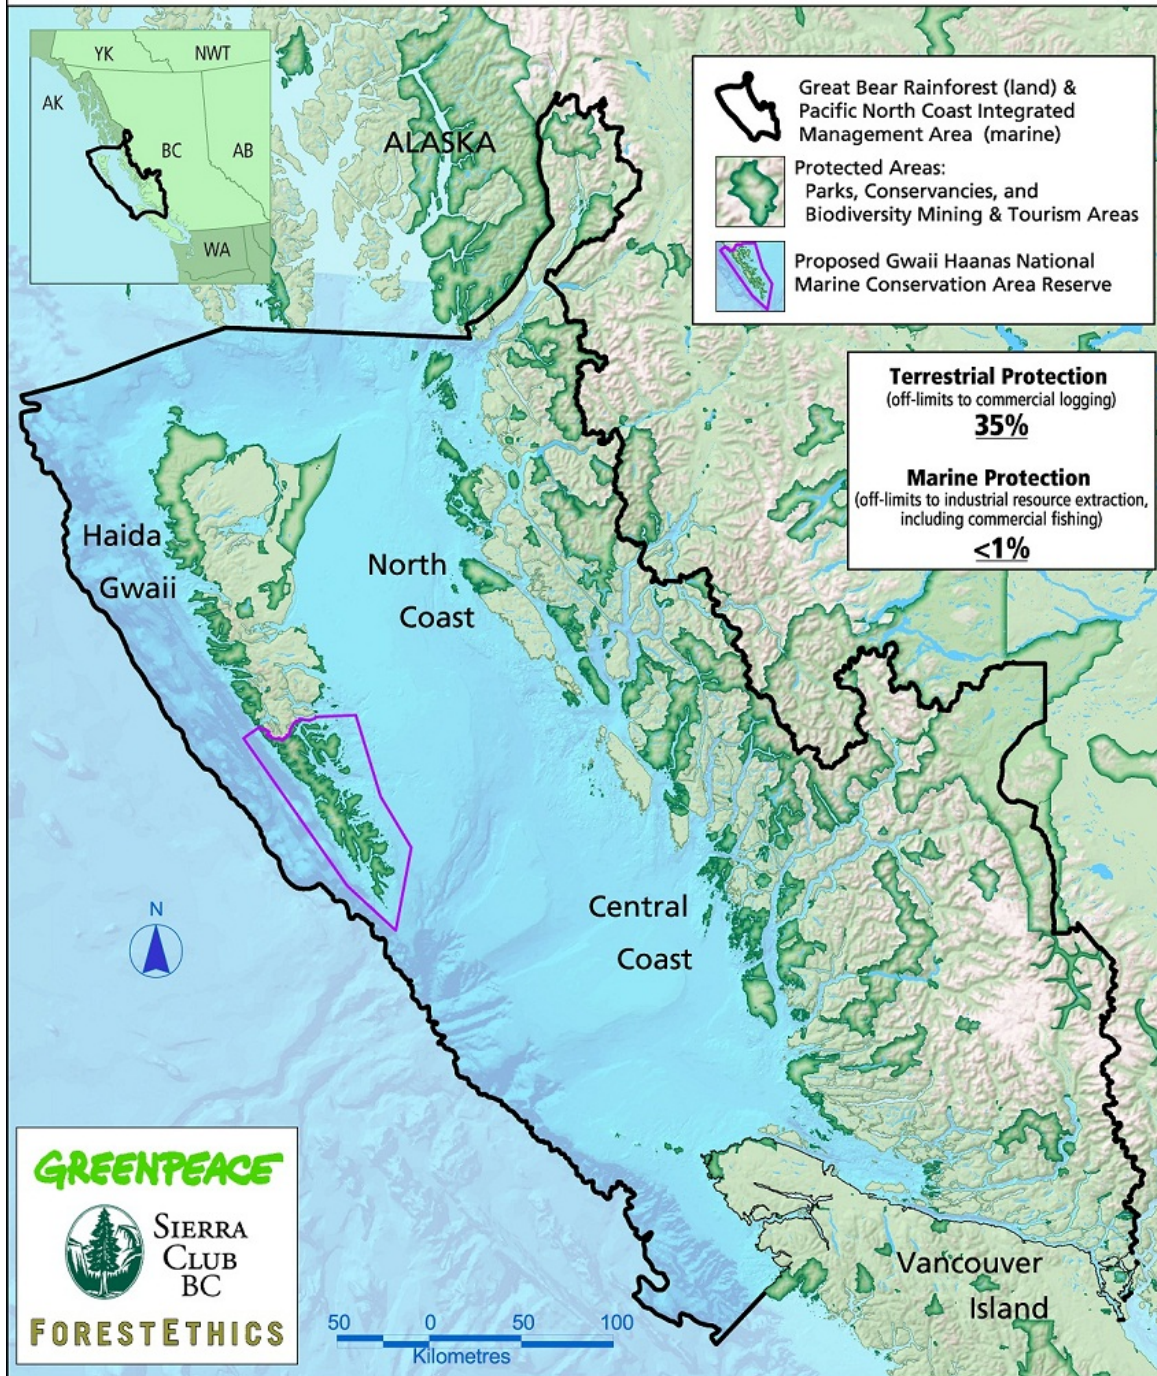 YK
NWT
AK
BC
AB
WA
ALASKA
Great Bear Rainforest (land) &
Pacific North Coast Integrated
Management Area (marine)
Protected Areas:
Parks, Conservancies, and
Biodiversity Mining & Tourism Areas
Proposed Gwaii Haanas National
Marine Conservation Area Reserve
Terrestrial Protection
(off-limits to commercial logging)
35%
Marine Protection
(off-limits to industrial resource extraction,
including commercial fishing)
<1%
Haida
Gwaii
North
Coast
Central
Coast
N
GREENPEACE
SIERRA
CLUB
BC
FORESTETHICS
Vancouver
Island
50 0 50 100
Kilometres